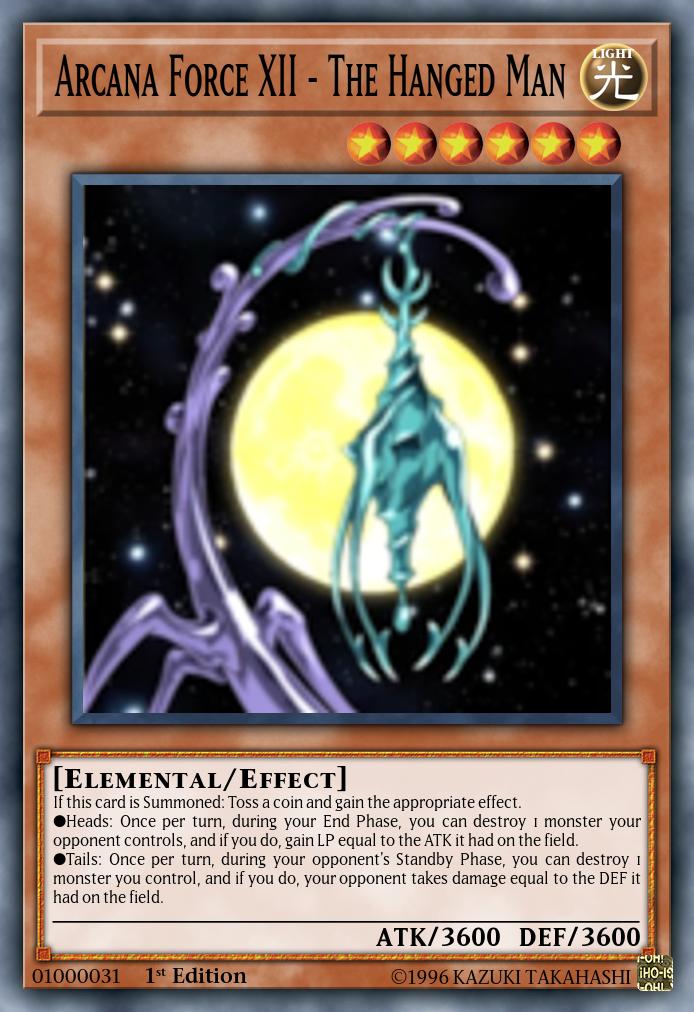 Arcana Force XII - The Hanged Man
LIGHT
光
[Elemental/Effect]
If this card is Summoned: Toss a coin and gain the appropriate effect.
●Heads: Once per turn, during your End Phase, you can destroy 1 monster your
opponent controls, and if you do, gain LP equal to the ATK it had on the field.
●Tails: Once per turn, during your opponent's Standby Phase, you can destroy 1
monster you control, and if you do, your opponent takes damage equal to the DEF it
had on the field.
ATK/3600 DEF/3600
01000031 1st Edition ©1996 KAZUKI TAKAHASHI